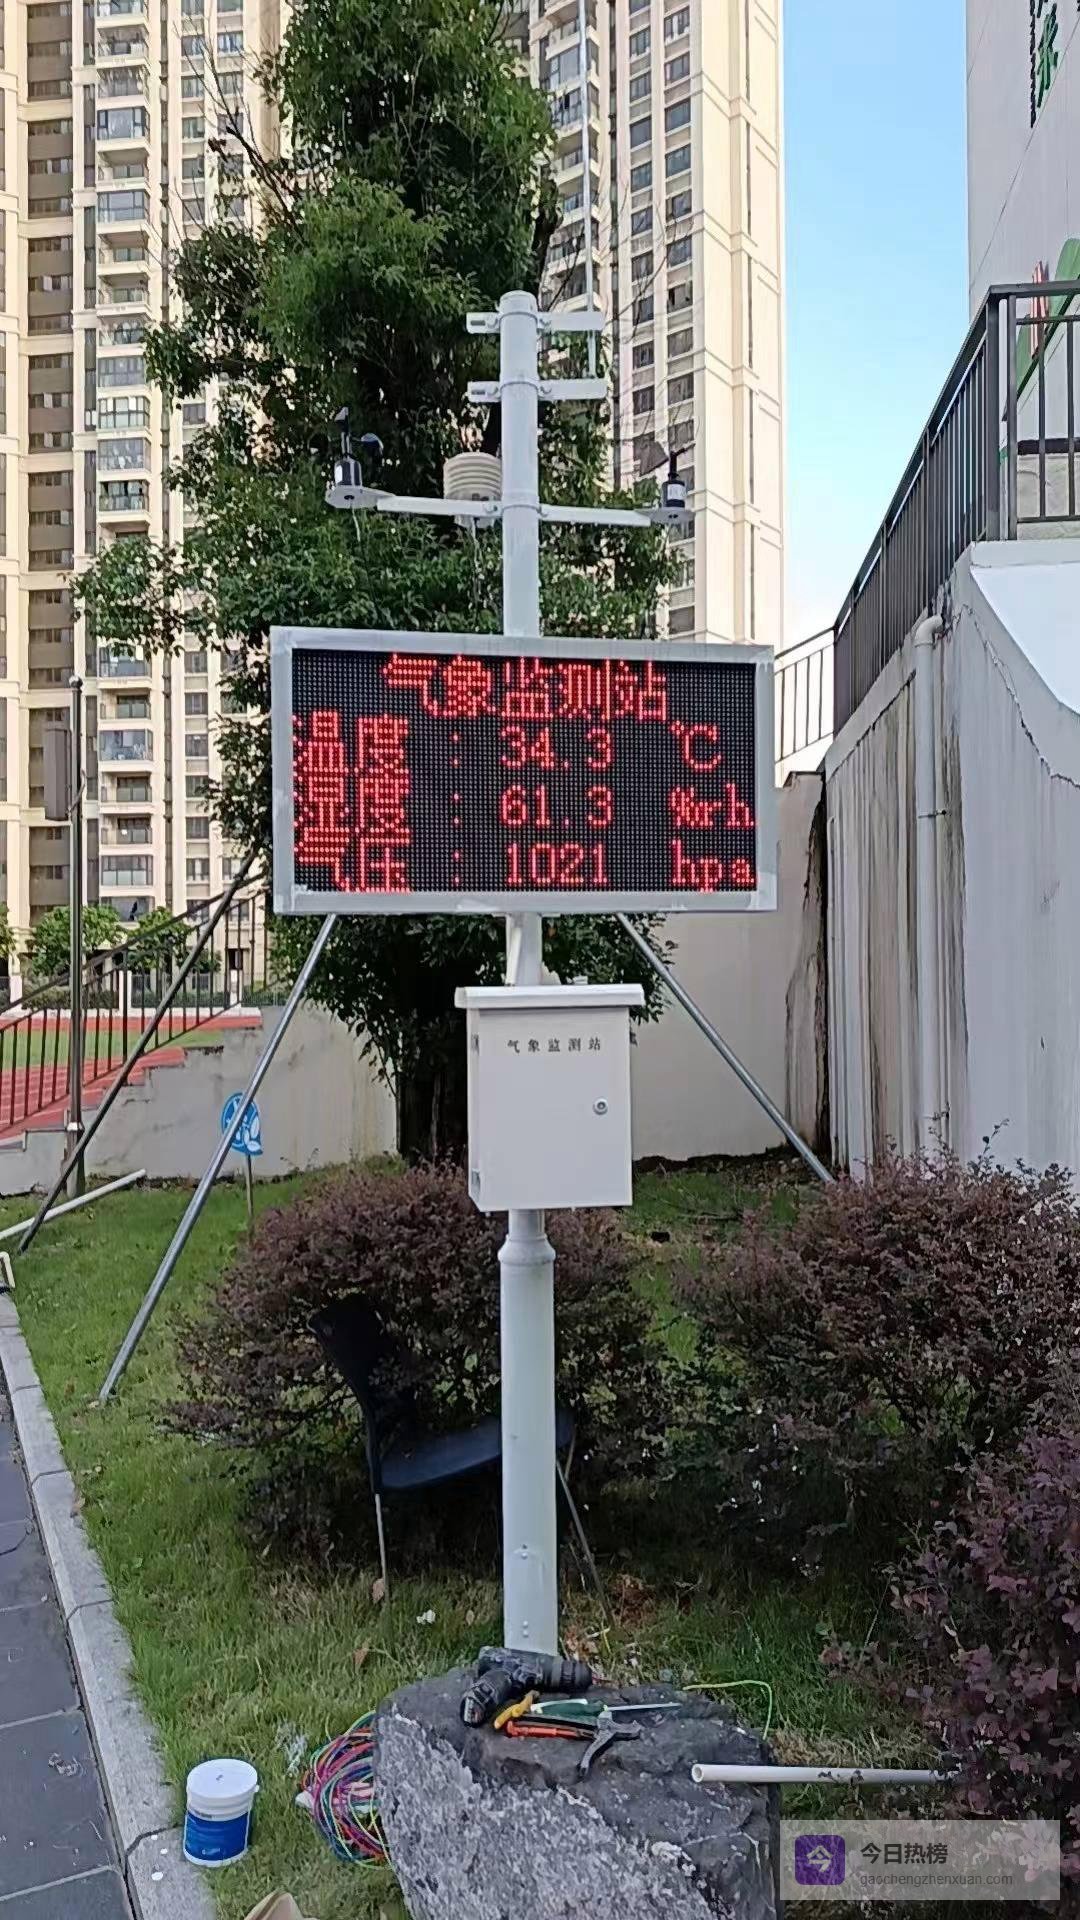 气象监测站
温度 : 34.3 ℃
湿度 : 61.3 %rh
气压 : 1021 hpa
气象监测站
今
今日热榜
gaochengzhenxuan.com